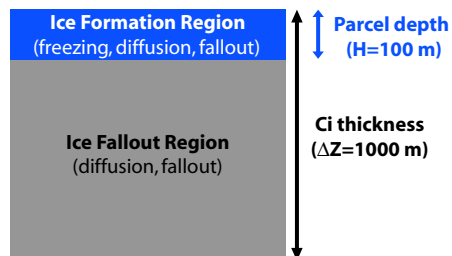 Ice Formation Region
(freezing, diffusion, fallout)
Parcel depth
(H=100 m)
Ice Fallout Region
(diffusion, fallout)
Ci thickness
(ΔZ=1000 m)